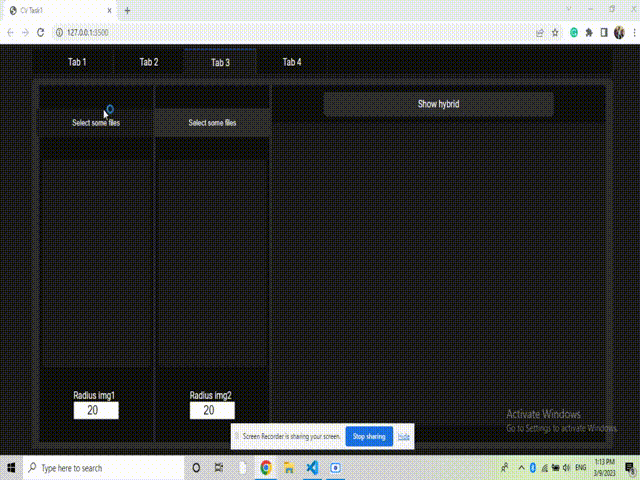 CV Task1
127.0.0.1:3500
Tab 1 Tab 2 Tab 3 Tab 4
Show hybrid
Select some files Select some files
Radius img1 Radius img2
20 20
Activate Windows
Go to Settings to activate Windows.
Screen Recorder is sharing your screen. Stop sharing Hide
Type here to search
1:13 PM
3/9/2023